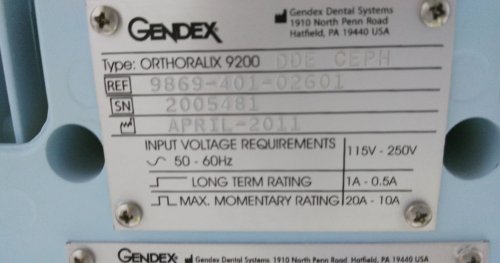 GENDEX
Gendex Dental Systems
1910 North Penn Road
Hatfield, PA 19440 USA
Type: ORTHORALIX 9200 DDE CEPH
REF 9869-401-02601
SN 2005481
APRIL-2011
INPUT VOLTAGE REQUIREMENTS
50 - 60Hz 115V - 250V
LONG TERM RATING 1A - 0.5A
MAX. MOMENTARY RATING 20A - 10A
GENDEX Gendex Dental Systems 1910 North Penn Road, Hatfield, PA 19440 USA